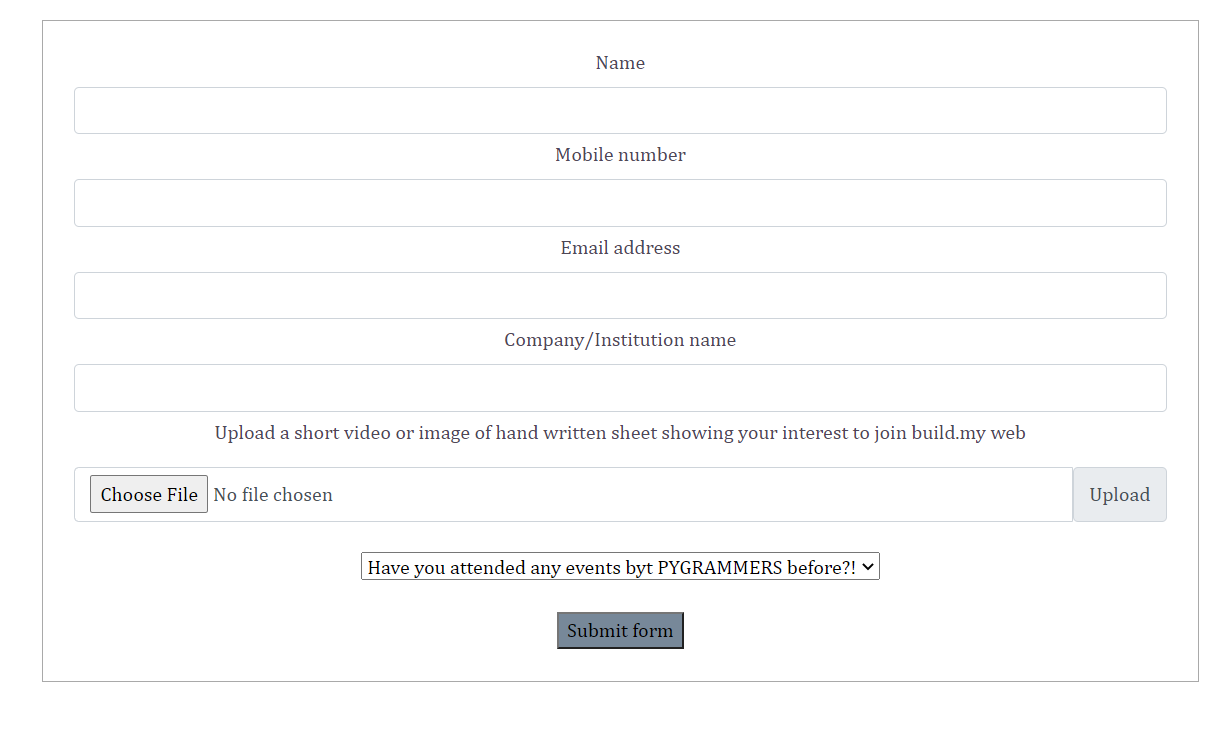 Name
Mobile number
Email address
Company/Institution name
Upload a short video or image of hand written sheet showing your interest to join build.my web
Choose File No file chosen Upload
Have you attended any events byt PYGRAMMERS before?!
Submit form